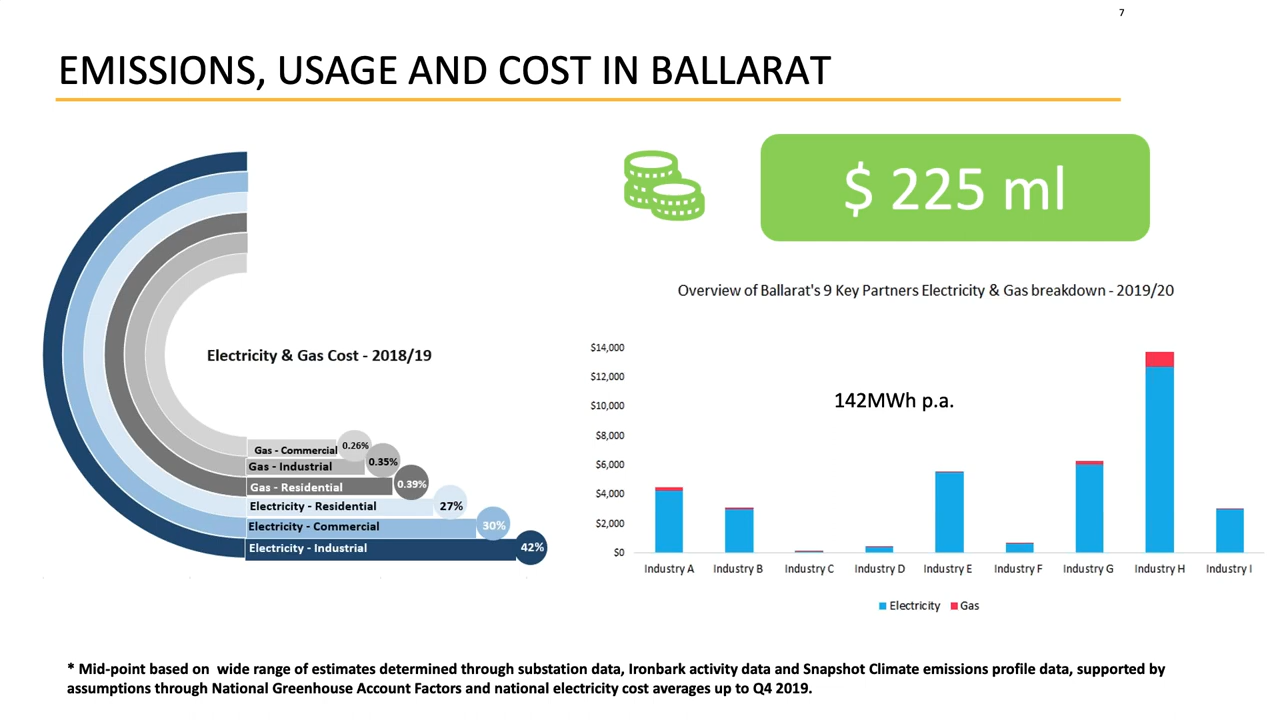 7
EMISSIONS, USAGE AND COST IN BALLARAT
$ 225 ml
Electricity & Gas Cost - 2018/19
Gas - Commercial 0.26%
Gas - Industrial 0.35%
Gas - Residential 0.39%
Electricity - Residential 27%
Electricity - Commercial 30%
Electricity - Industrial 42%
Overview of Ballarat's 9 Key Partners Electricity & Gas breakdown - 2019/20
$14,000
$12,000
$10,000
$8,000
$6,000
$4,000
$2,000
$0
142MWh p.a.
Industry A Industry B Industry C Industry D Industry E Industry F Industry G Industry H Industry I
Electricity Gas
* Mid-point based on wide range of estimates determined through substation data, Ironbark activity data and Snapshot Climate emissions profile data, supported by
assumptions through National Greenhouse Account Factors and national electricity cost averages up to Q4 2019.